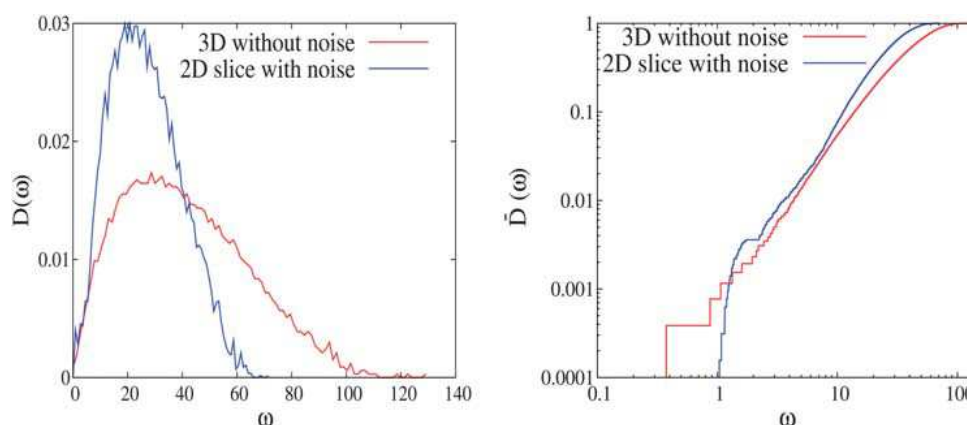 0.03
0.02
0.01
0
D(ω)
3D without noise
2D slice with noise
0 20 40 60 80 100 120 140
ω
1
0.1
0.01
0.001
0.0001
D̄ (ω)
3D without noise
2D slice with noise
0.1 1 10 100
ω